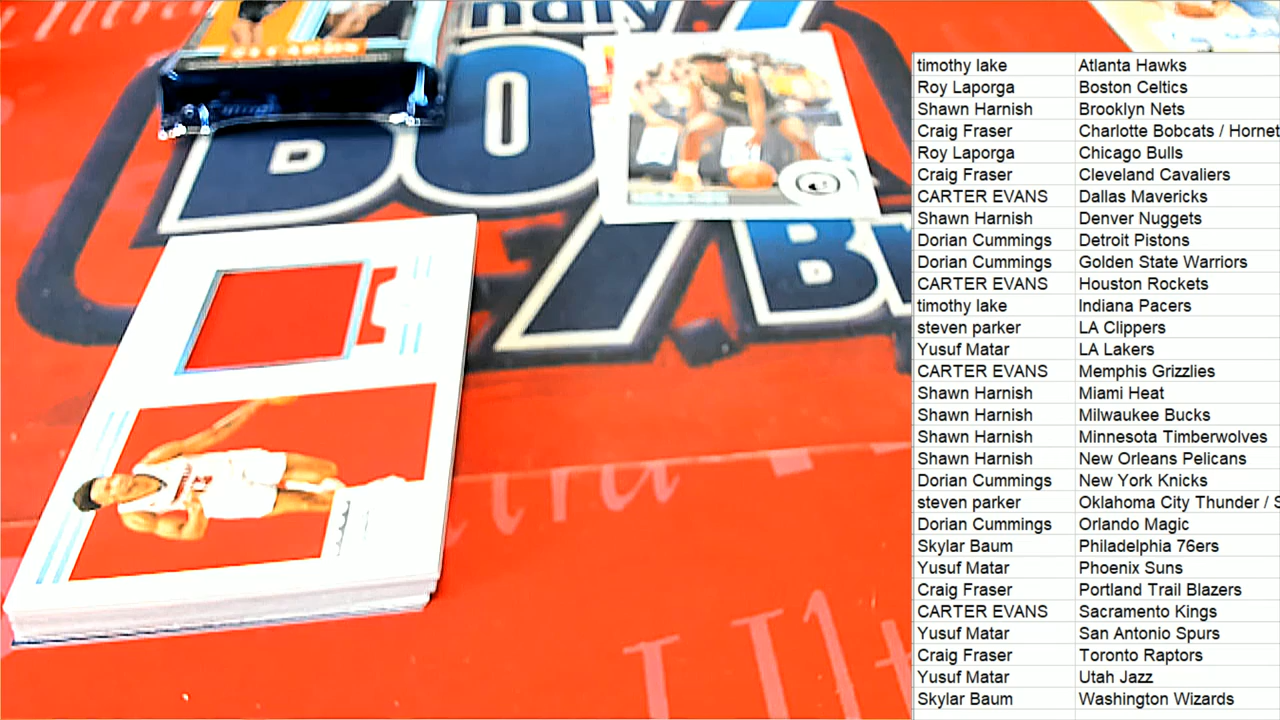 timothy lake Atlanta Hawks
Roy Laporga Boston Celtics
Shawn Harnish Brooklyn Nets
Craig Fraser Charlotte Bobcats / Hornet
Roy Laporga Chicago Bulls
Craig Fraser Cleveland Cavaliers
CARTER EVANS Dallas Mavericks
Shawn Harnish Denver Nuggets
Dorian Cummings Detroit Pistons
Dorian Cummings Golden State Warriors
CARTER EVANS Houston Rockets
timothy lake Indiana Pacers
steven parker LA Clippers
Yusuf Matar LA Lakers
CARTER EVANS Memphis Grizzlies
Shawn Harnish Miami Heat
Shawn Harnish Milwaukee Bucks
Shawn Harnish Minnesota Timberwolves
Shawn Harnish New Orleans Pelicans
Dorian Cummings New York Knicks
steven parker Oklahoma City Thunder / S
Dorian Cummings Orlando Magic
Skylar Baum Philadelphia 76ers
Yusuf Matar Phoenix Suns
Craig Fraser Portland Trail Blazers
CARTER EVANS Sacramento Kings
Yusuf Matar San Antonio Spurs
Craig Fraser Toronto Raptors
Yusuf Matar Utah Jazz
Skylar Baum Washington Wizards